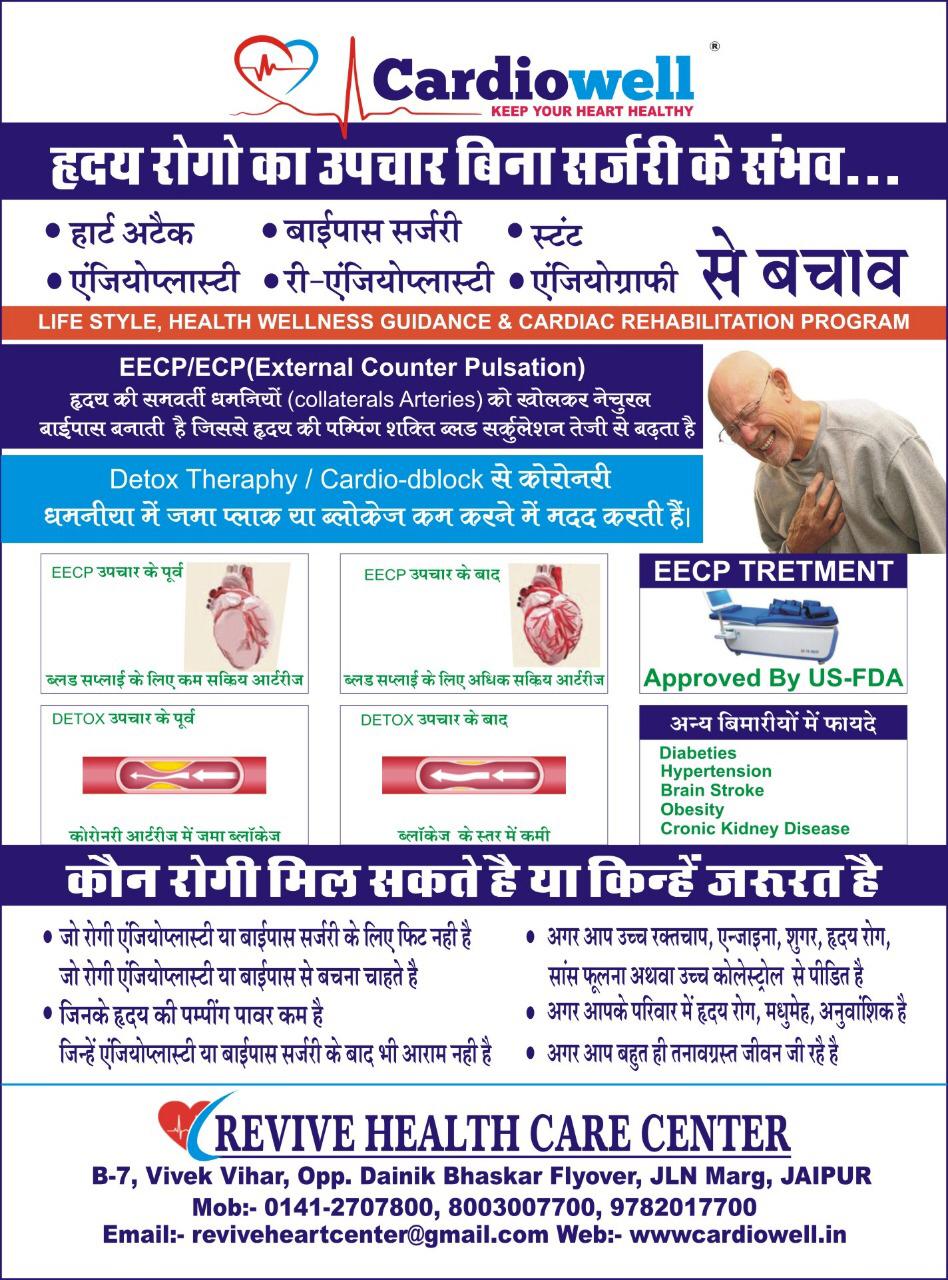 Cardiowell ®
KEEP YOUR HEART HEALTHY
हृदय रोगो का उपचार बिना सर्जरी के संभव...
• हार्ट अटैक • बाईपास सर्जरी • स्टंट
• एंजियोप्लास्टी • री-एंजियोप्लास्टी • एंजियोग्राफी
से बचाव
LIFE STYLE, HEALTH WELLNESS GUIDANCE & CARDIAC REHABILITATION PROGRAM
EECP/ECP(External Counter Pulsation)
हृदय की समवर्ती धमनियों (collaterals Arteries) को खोलकर नेचुरल
बाईपास बनाती है जिससे हृदय की पम्पिंग शक्ति ब्लड सर्कुलेशन तेजी से बढ़ता है
Detox Theraphy / Cardio-dblock से कोरोनरी
धमनीया में जमा प्लाक या ब्लोकेज कम करने में मदद करती हैं।
EECP उपचार के पूर्व
ब्लड सप्लाई के लिए कम सक्रिय आर्टरीज
EECP उपचार के बाद
ब्लड सप्लाई के लिए अधिक सक्रिय आर्टरीज
EECP TRETMENT
Approved By US-FDA
DETOX उपचार के पूर्व
कोरोनरी आर्टरीज में जमा ब्लॉकेज
DETOX उपचार के बाद
ब्लॉकेज के स्तर में कमी
अन्य बिमारीयों में फायदे
Diabeties
Hypertension
Brain Stroke
Obesity
Cronic Kidney Disease
कौन रोगी मिल सकते है या किन्हें जरूरत है
• जो रोगी एंजियोप्लास्टी या बाईपास सर्जरी के लिए फिट नही है
जो रोगी एंजियोप्लास्टी या बाईपास से बचना चाहते है
• जिनके हृदय की पम्पींग पावर कम है
जिन्हें एंजियोप्लास्टी या बाईपास सर्जरी के बाद भी आराम नही है
• अगर आप उच्च रक्तचाप, एन्जाइना, शुगर, हृदय रोग,
सांस फूलना अथवा उच्च कोलेस्ट्रोल से पीडित है
• अगर आपके परिवार में हृदय रोग, मधुमेह, अनुवांशिक है
• अगर आप बहुत ही तनावग्रस्त जीवन जी रहै है
REVIVE HEALTH CARE CENTER
B-7, Vivek Vihar, Opp. Dainik Bhaskar Flyover, JLN Marg, JAIPUR
Mob:- 0141-2707800, 8003007700, 9782017700
Email:- reviveheartcenter@gmail.com Web:- wwwcardiowell.in